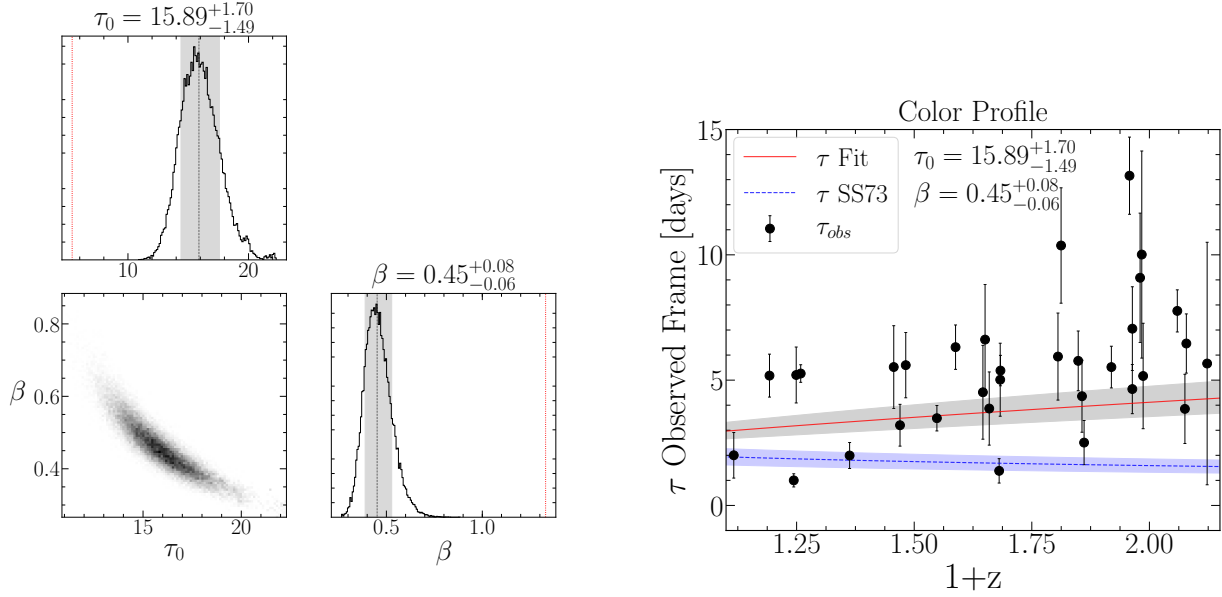 τ₀ = 15.89 +1.70 −1.49
10 20
β = 0.45 +0.08 −0.06
0.8
0.6
0.4
β
15 20
τ₀
0.5 1.0
β
Color Profile
τ Fit
τ SS73
τobs
τ₀ = 15.89 +1.70 −1.49
β = 0.45 +0.08 −0.06
15
10
5
0
τ Observed Frame [days]
1.25 1.50 1.75 2.00
1+z